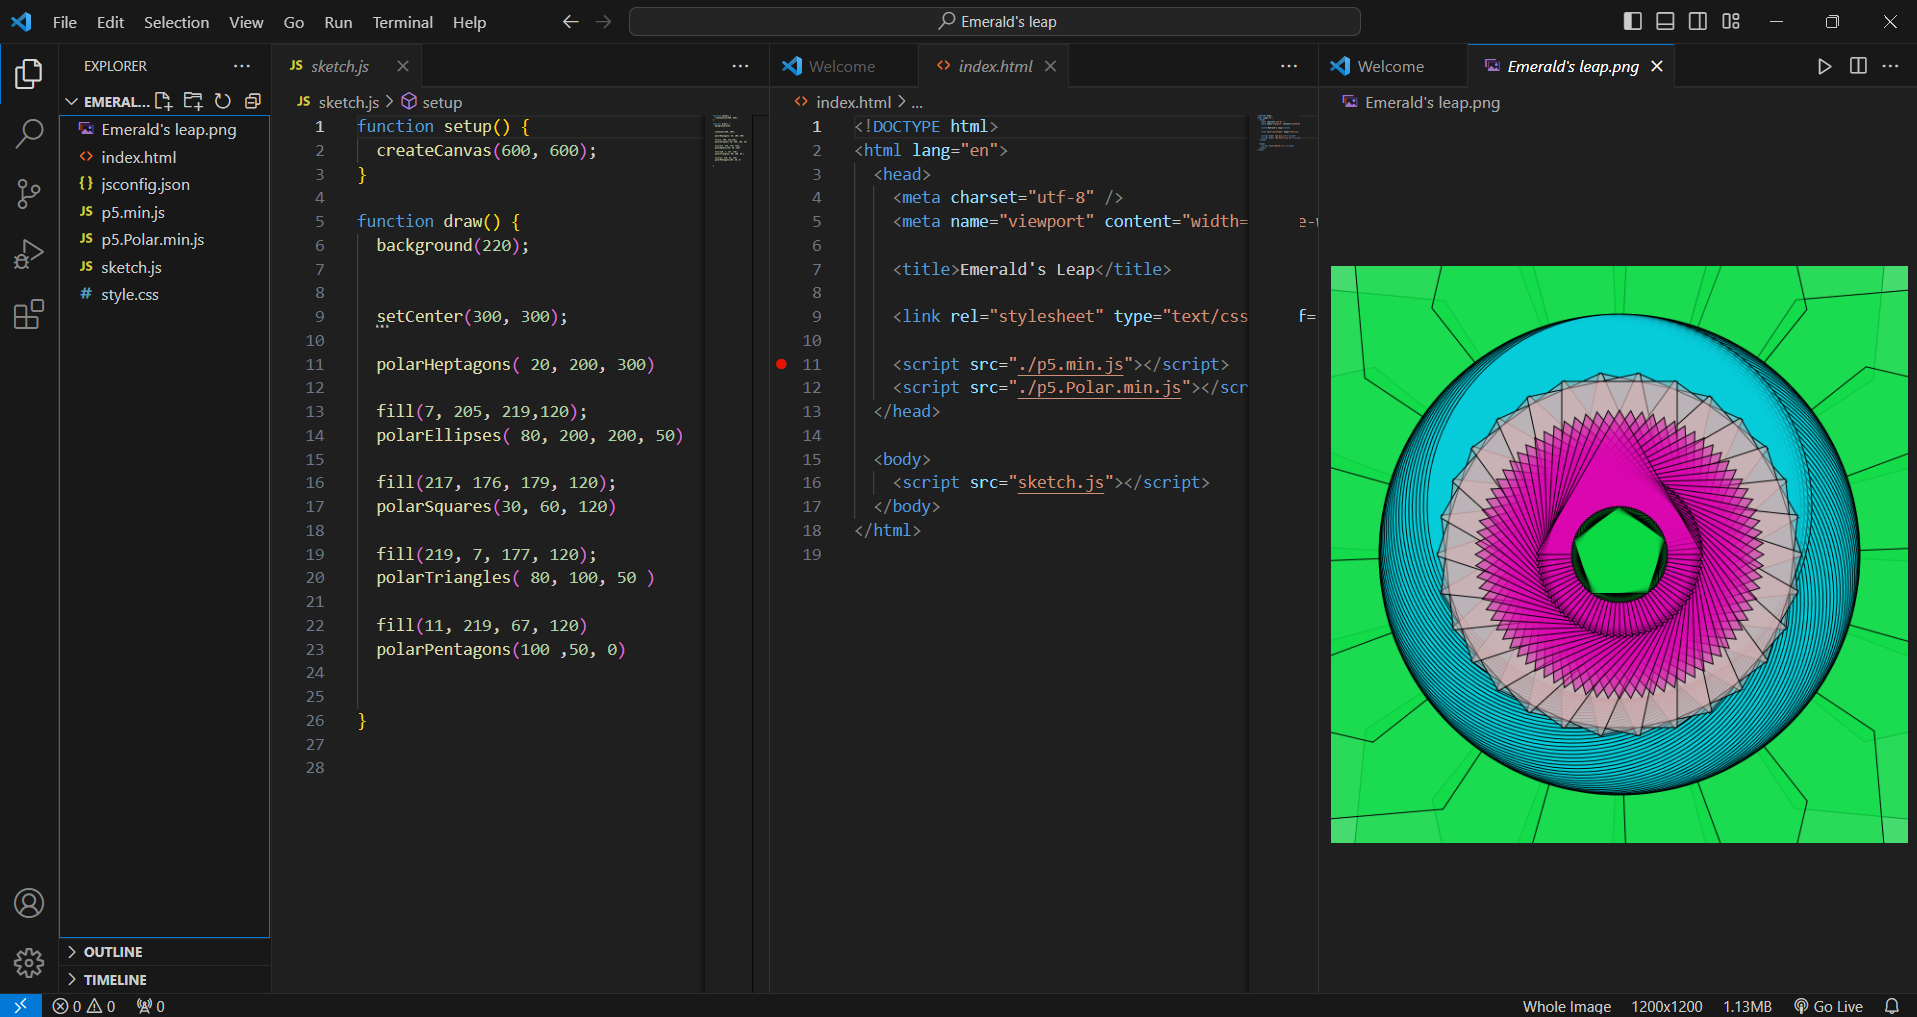 File Edit Selection View Go Run Terminal Help
Emerald's leap
EXPLORER
EMERAL...
Emerald's leap.png
index.html
jsconfig.json
p5.min.js
p5.Polar.min.js
sketch.js
style.css
OUTLINE
TIMELINE
JS sketch.js
JS sketch.js > setup
1 function setup() {
2 createCanvas(600, 600);
3 }
4
5 function draw() {
6 background(220);
7
8
9 setCenter(300, 300);
10
11 polarHeptagons( 20, 200, 300)
12
13 fill(7, 205, 219,120);
14 polarEllipses( 80, 200, 200, 50)
15
16 fill(217, 176, 179, 120);
17 polarSquares(30, 60, 120)
18
19 fill(219, 7, 177, 120);
20 polarTriangles( 80, 100, 50 )
21
22 fill(11, 219, 67, 120)
23 polarPentagons(100 ,50, 0)
24
25
26 }
27
28
Welcome
<> index.html
<> index.html > ...
1 <!DOCTYPE html>
2 <html lang="en">
3 <head>
4 <meta charset="utf-8" />
5 <meta name="viewport" content="width=
6
7 <title>Emerald's Leap</title>
8
9 <link rel="stylesheet" type="text/css f=
10
11 <script src="./p5.min.js"></script>
12 <script src="./p5.Polar.min.js"></scr
13 </head>
14
15 <body>
16 <script src="sketch.js"></script>
17 </body>
18 </html>
19
Welcome
Emerald's leap.png
Emerald's leap.png
0 0 0
Whole Image 1200x1200 1.13MB Go Live